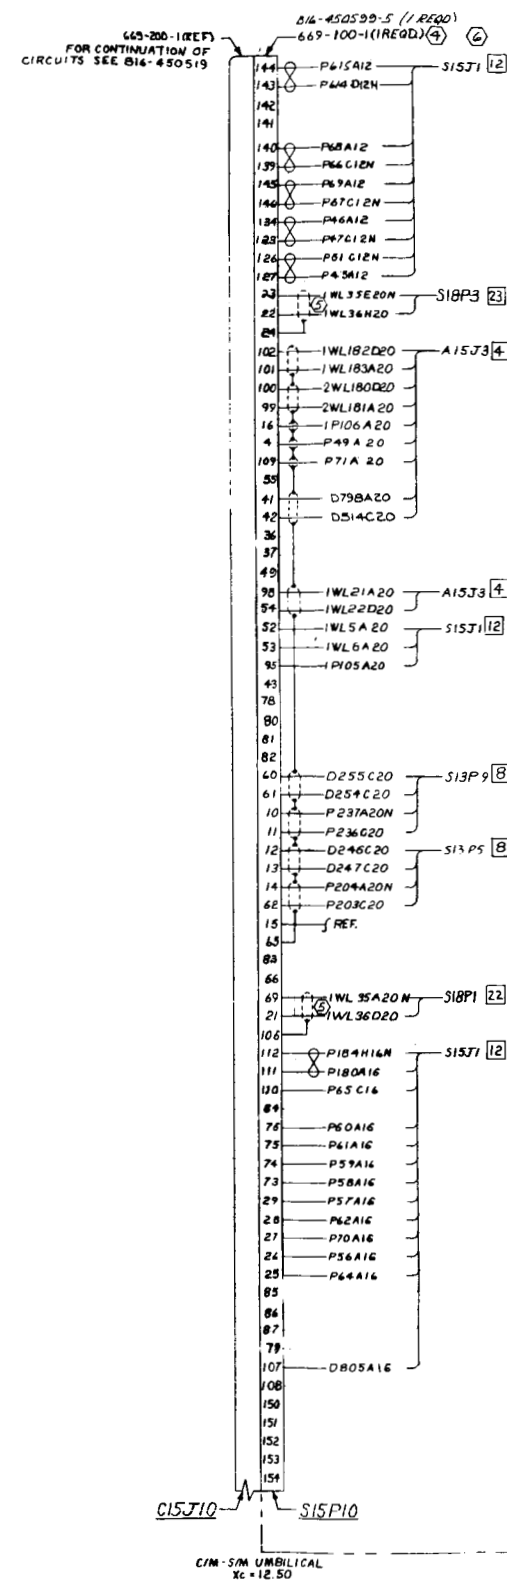 816-450599-5 (1 REQD)
669-200-1(REF) 669-100-1(1REQD) 4 6
FOR CONTINUATION OF
CIRCUITS SEE 816-450519
144 P615A12 S15J1 12
143 P614D12N
142
141
140 P68A12
139 P66C12N
145 P69A12
146 P67C12N
134 P46A12
P47C12N
126 P61C12N
127 P45A12
23 1WL35E20N S18P3 23
22 5 1WL36H20
24
102 1WL182D20 A15J3 4
101 1WL183A20
100 2WL180D20
99 2WL181A20
16 1P106A20
4 P49A20
109 P71A20
55
41 D798A20
42 D514C20
36
37
49
98 1WL21A20 A15J3 4
54 1WL22D20
52 1WL5A20 S15J1 12
53 1WL6A20
95 1P105A20
43
78
80
81
82
60 D255C20 S13P9 8
61 D254C20
10 P237A20N
11 P236C20
12 D246C20 S13P5 8
13 D247C20
14 P204A20N
62 P203C20
15 REF.
65
83
66
69 1WL35A20N S18P1 22
21 5 1WL36D20
106
112 P184H16N S15J1 12
111 P180A16
110 P65C16
84
76 P60A16
75 P61A16
74 P59A16
73 P58A16
29 P57A16
28 P62A16
27 P70A16
26 P56A16
25 P64A16
85
86
87
79
107 D805A16
108
150
151
152
153
154
C15J10 S15P10
C/M-S/M UMBILICAL
XC = 12.50